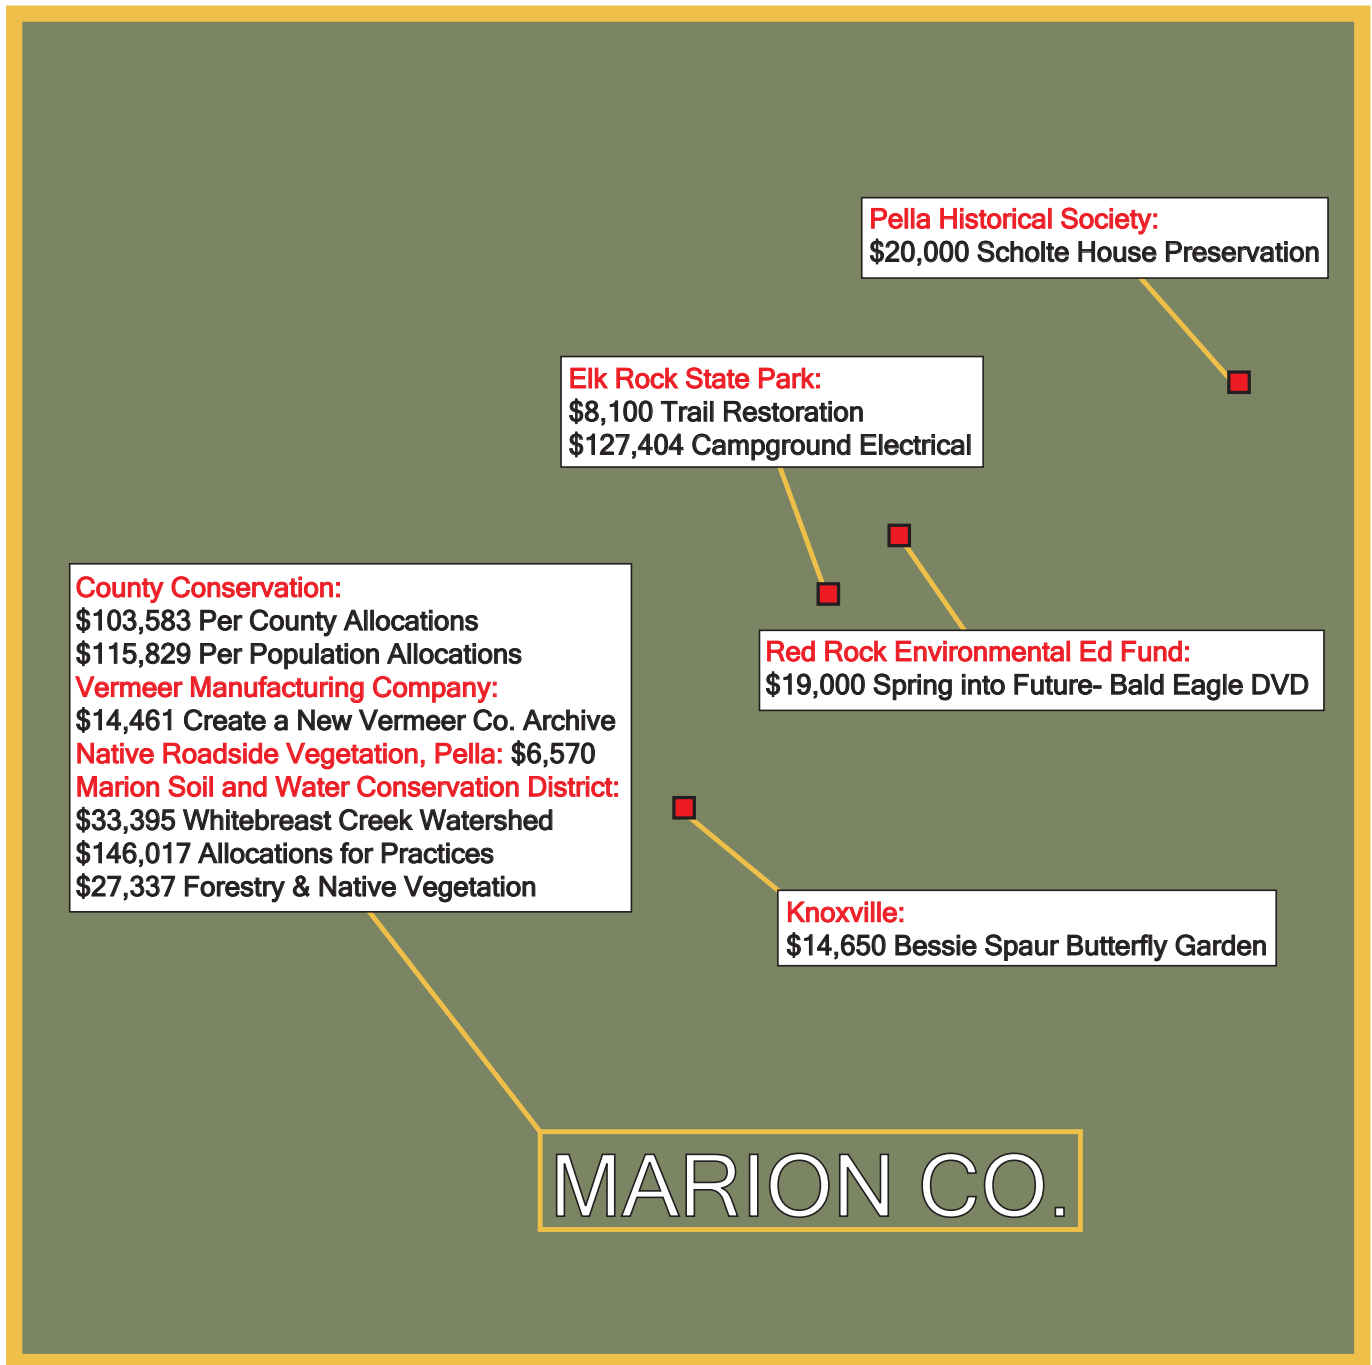 Pella Historical Society:
$20,000 Scholte House Preservation
Elk Rock State Park:
$8,100 Trail Restoration
$127,404 Campground Electrical
County Conservation:
$103,583 Per County Allocations
$115,829 Per Population Allocations
Vermeer Manufacturing Company:
$14,461 Create a New Vermeer Co. Archive
Native Roadside Vegetation, Pella: $6,570
Marion Soil and Water Conservation District:
$33,395 Whitebreast Creek Watershed
$146,017 Allocations for Practices
$27,337 Forestry & Native Vegetation
Red Rock Environmental Ed Fund:
$19,000 Spring into Future- Bald Eagle DVD
Knoxville:
$14,650 Bessie Spaur Butterfly Garden
MARION CO.